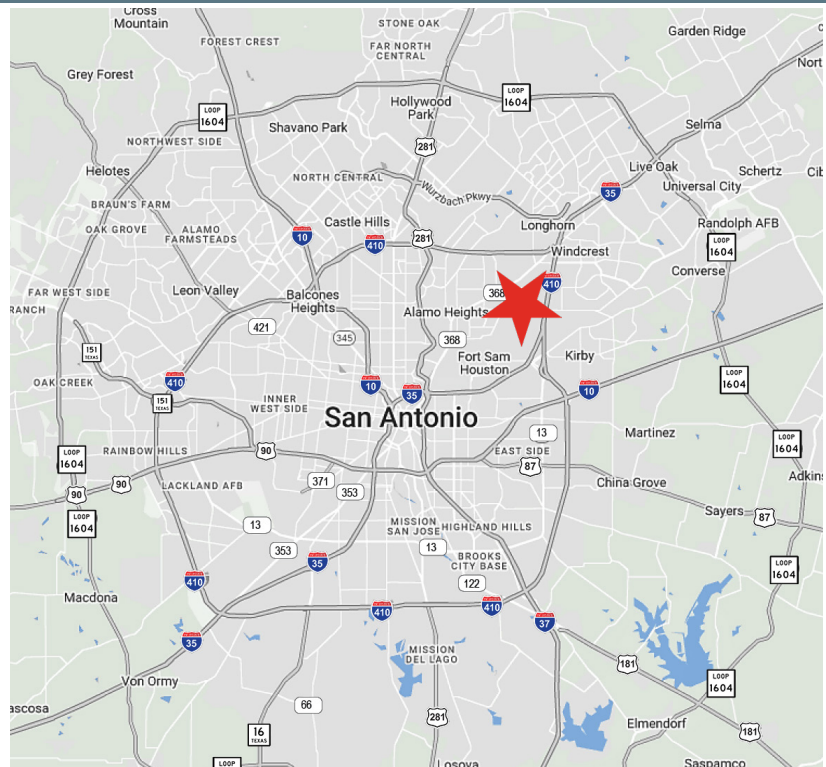 Cross
Mountain
STONE OAK
Garden Ridge
FOREST CREST
FAR NORTH
CENTRAL
Grey Forest
Nort
LOOP
1604
Hollywood
Park
LOOP
1604
Shavano Park
Selma
NORTHWEST SIDE
281
Live Oak
Helotes
NORTH CENTRAL
Schertz
Cib
Universal City
35
Wurzbach Pkwy
BRAUN'S FARM
Castle Hills
Longhorn
Randolph AFB
OAK GROVE
ALAMO
FARMSTEADS
10
410
281
LOOP
1604
Windcrest
Converse
FAR WEST SIDE
Leon Valley
Balcones
Heights
368
410
RANCH
Alamo Heights
421
345
368
151
TEXAS
Fort Sam
Houston
Kirby
OAK CREEK
410
10
35
10
LOOP
1604
151
TEXAS
INNER
WEST SIDE
San Antonio
13
Martinez
LOOP
1604
RAINBOW HILLS
90
EAST SIDE
LOOP
1604
87
Adkins
90
90
LACKLAND AFB
371
353
China Grove
Sayers
87
LOOP
1604
13
MISSION
SAN JOSE
HIGHLAND HILLS
353
13
35
BROOKS
CITY BASE
LOOP
1604
410
122
Macdona
410
410
37
35
MISSION
DEL LAGO
181
Von Ormy
LOOP
1604
ascosa
66
281
Elmendorf
16
TEXAS
181
LOOP
Losoya
Saspamco